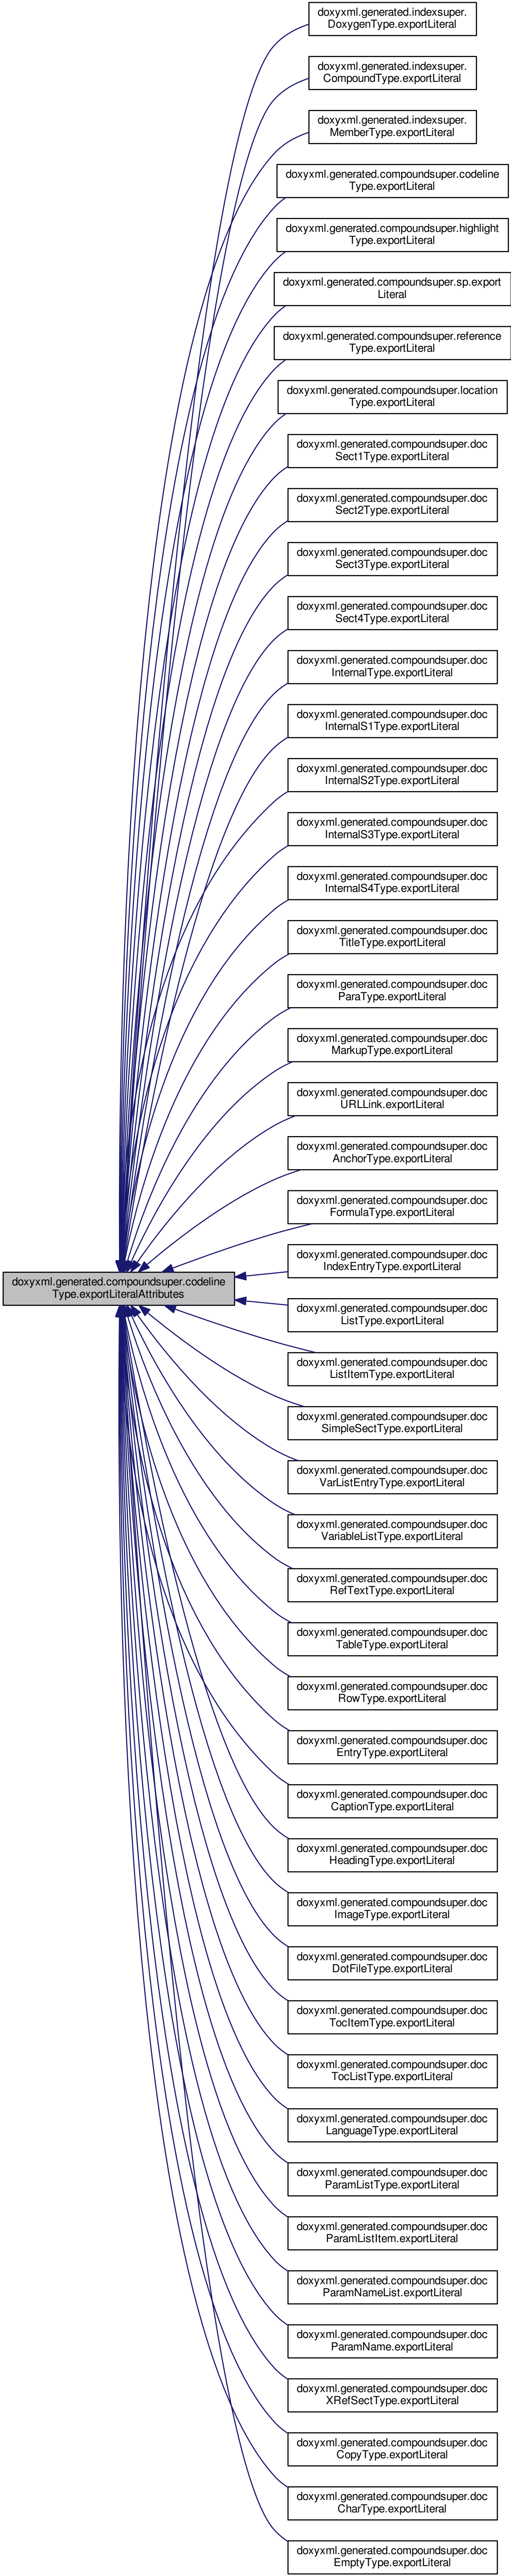 doxyxml.generated.indexsuper.
DoxygenType.exportLiteral
doxyxml.generated.indexsuper.
CompoundType.exportLiteral
doxyxml.generated.indexsuper.
MemberType.exportLiteral
doxyxml.generated.compoundsuper.codeline
Type.exportLiteral
doxyxml.generated.compoundsuper.highlight
Type.exportLiteral
doxyxml.generated.compoundsuper.sp.export
Literal
doxyxml.generated.compoundsuper.reference
Type.exportLiteral
doxyxml.generated.compoundsuper.location
Type.exportLiteral
doxyxml.generated.compoundsuper.doc
Sect1Type.exportLiteral
doxyxml.generated.compoundsuper.doc
Sect2Type.exportLiteral
doxyxml.generated.compoundsuper.doc
Sect3Type.exportLiteral
doxyxml.generated.compoundsuper.doc
Sect4Type.exportLiteral
doxyxml.generated.compoundsuper.doc
InternalType.exportLiteral
doxyxml.generated.compoundsuper.doc
InternalS1Type.exportLiteral
doxyxml.generated.compoundsuper.doc
InternalS2Type.exportLiteral
doxyxml.generated.compoundsuper.doc
InternalS3Type.exportLiteral
doxyxml.generated.compoundsuper.doc
InternalS4Type.exportLiteral
doxyxml.generated.compoundsuper.doc
TitleType.exportLiteral
doxyxml.generated.compoundsuper.doc
ParaType.exportLiteral
doxyxml.generated.compoundsuper.doc
MarkupType.exportLiteral
doxyxml.generated.compoundsuper.doc
URLLink.exportLiteral
doxyxml.generated.compoundsuper.doc
AnchorType.exportLiteral
doxyxml.generated.compoundsuper.doc
FormulaType.exportLiteral
doxyxml.generated.compoundsuper.doc
IndexEntryType.exportLiteral
doxyxml.generated.compoundsuper.codeline
Type.exportLiteralAttributes
doxyxml.generated.compoundsuper.doc
ListType.exportLiteral
doxyxml.generated.compoundsuper.doc
ListItemType.exportLiteral
doxyxml.generated.compoundsuper.doc
SimpleSectType.exportLiteral
doxyxml.generated.compoundsuper.doc
VarListEntryType.exportLiteral
doxyxml.generated.compoundsuper.doc
VariableListType.exportLiteral
doxyxml.generated.compoundsuper.doc
RefTextType.exportLiteral
doxyxml.generated.compoundsuper.doc
TableType.exportLiteral
doxyxml.generated.compoundsuper.doc
RowType.exportLiteral
doxyxml.generated.compoundsuper.doc
EntryType.exportLiteral
doxyxml.generated.compoundsuper.doc
CaptionType.exportLiteral
doxyxml.generated.compoundsuper.doc
HeadingType.exportLiteral
doxyxml.generated.compoundsuper.doc
ImageType.exportLiteral
doxyxml.generated.compoundsuper.doc
DotFileType.exportLiteral
doxyxml.generated.compoundsuper.doc
TocItemType.exportLiteral
doxyxml.generated.compoundsuper.doc
TocListType.exportLiteral
doxyxml.generated.compoundsuper.doc
LanguageType.exportLiteral
doxyxml.generated.compoundsuper.doc
ParamListType.exportLiteral
doxyxml.generated.compoundsuper.doc
ParamListItem.exportLiteral
doxyxml.generated.compoundsuper.doc
ParamNameList.exportLiteral
doxyxml.generated.compoundsuper.doc
ParamName.exportLiteral
doxyxml.generated.compoundsuper.doc
XRefSectType.exportLiteral
doxyxml.generated.compoundsuper.doc
CopyType.exportLiteral
doxyxml.generated.compoundsuper.doc
CharType.exportLiteral
doxyxml.generated.compoundsuper.doc
EmptyType.exportLiteral